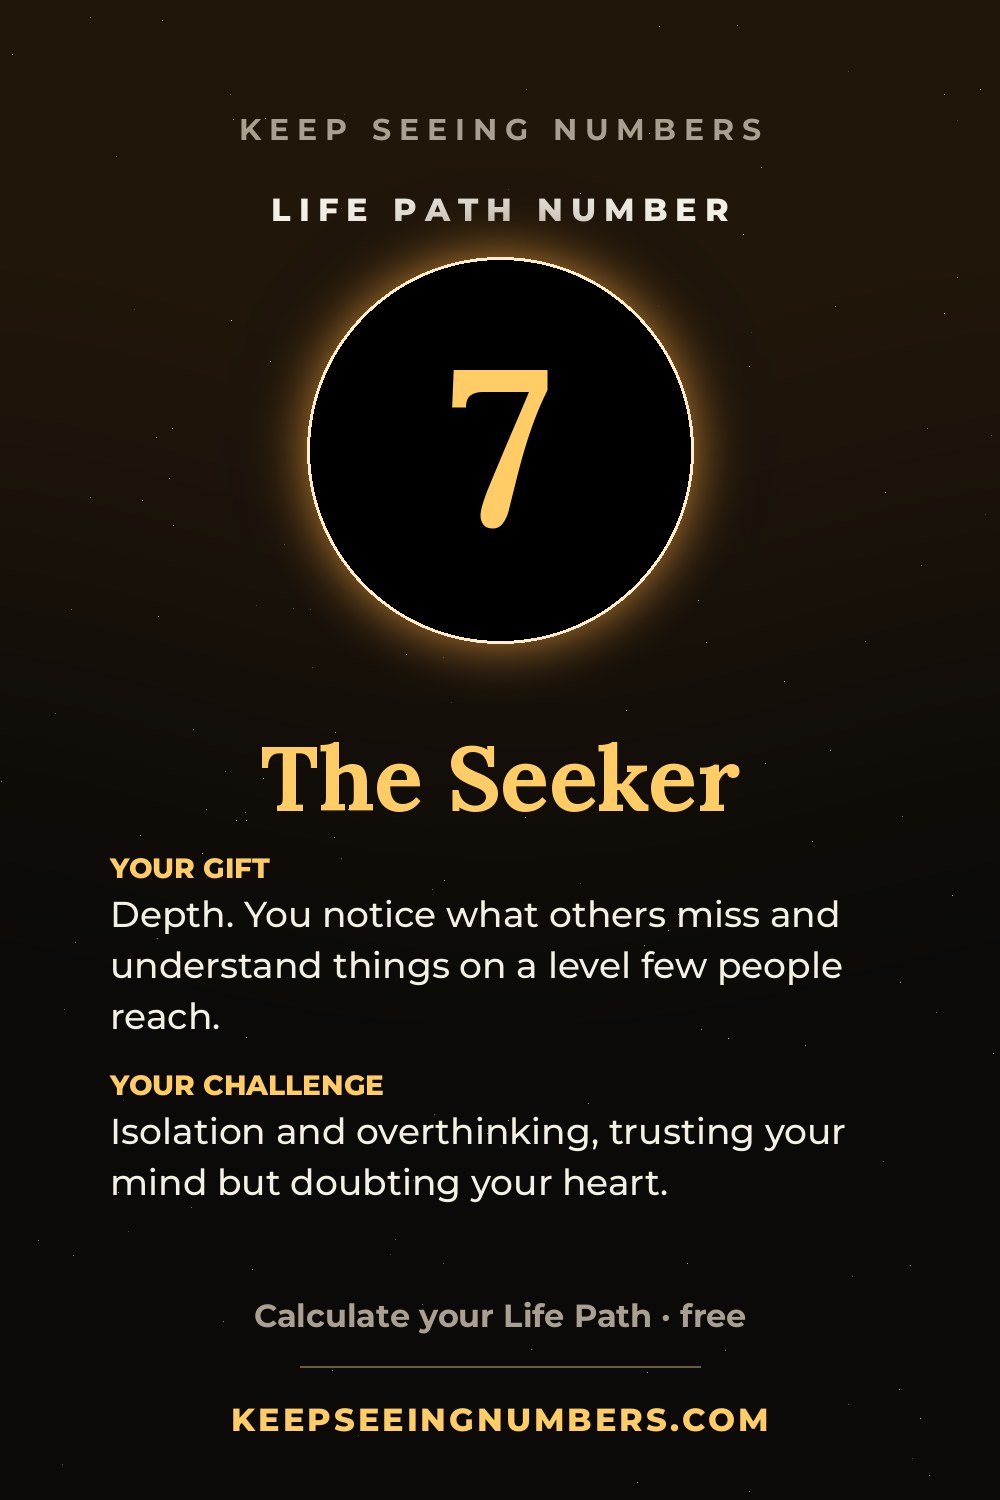 KEEP SEEING NUMBERS
LIFE PATH NUMBER
7
The Seeker
YOUR GIFT
Depth. You notice what others miss and
understand things on a level few people
reach.
YOUR CHALLENGE
Isolation and overthinking, trusting your
mind but doubting your heart.
Calculate your Life Path · free
KEEPSEEINGNUMBERS.COM